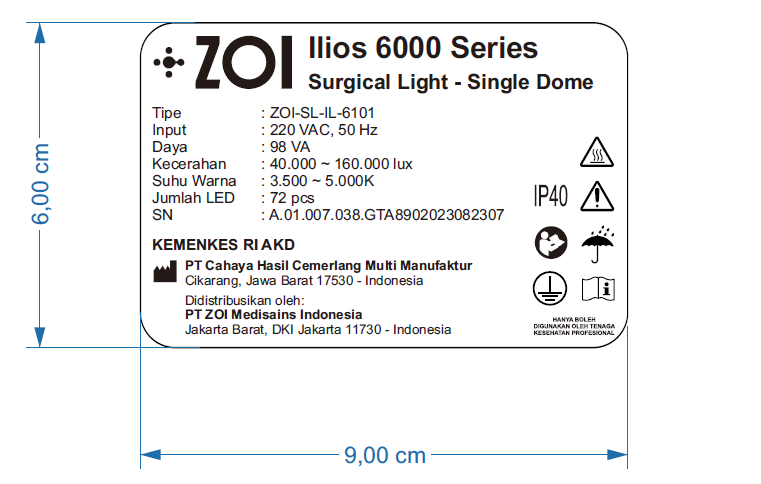 ZOI
Ilios 6000 Series
Surgical Light - Single Dome
Tipe : ZOI-SL-IL-6101
Input : 220 VAC, 50 Hz
Daya : 98 VA
Kecerahan : 40.000 ~ 160.000 lux
Suhu Warna : 3.500 ~ 5.000K
Jumlah LED : 72 pcs
SN : A.01.007.038.GTA8902023082307
IP40
KEMENKES RI AKD
PT Cahaya Hasil Cemerlang Multi Manufaktur
Cikarang, Jawa Barat 17530 - Indonesia
Didistribusikan oleh:
PT ZOI Medisains Indonesia
Jakarta Barat, DKI Jakarta 11730 - Indonesia
HANYA BOLEH
DIGUNAKAN OLEH TENAGA
KESEHATAN PROFESIONAL
6,00 cm
9,00 cm